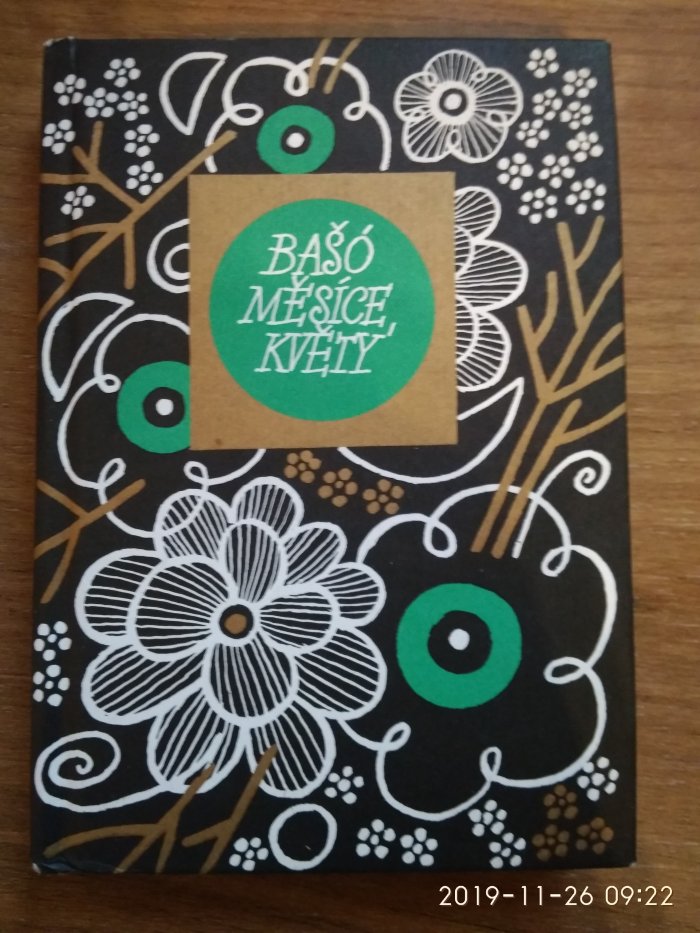 BAŠÓ
MĚSÍCE,
KVĚTY
2019-11-26 09:22